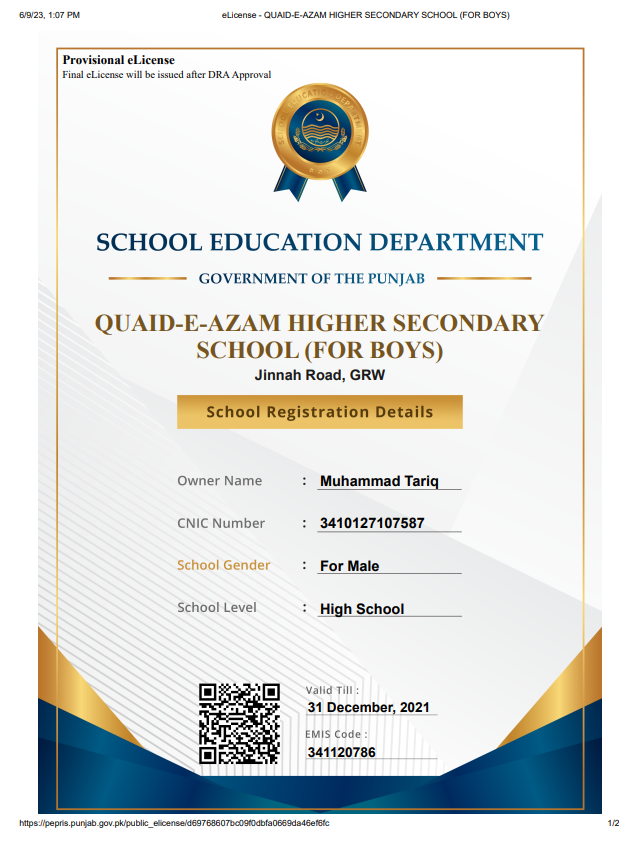 6/9/23, 1:07 PM eLicense - QUAID-E-AZAM HIGHER SECONDARY SCHOOL (FOR BOYS)
Provisional eLicense
Final eLicense will be issued after DRA Approval
SCHOOL EDUCATION DEPARTMENT
SCHOOL EDUCATION DEPARTMENT
GOVERNMENT OF THE PUNJAB
QUAID-E-AZAM HIGHER SECONDARY
SCHOOL (FOR BOYS)
Jinnah Road, GRW
School Registration Details
Owner Name : Muhammad Tariq
CNIC Number : 3410127107587
School Gender : For Male
School Level : High School
Valid Till :
31 December, 2021
EMIS Code :
341120786
https://pepris.punjab.gov.pk/public_elicense/d69768607bc09f0dbfa0669da46ef6fc 1/2